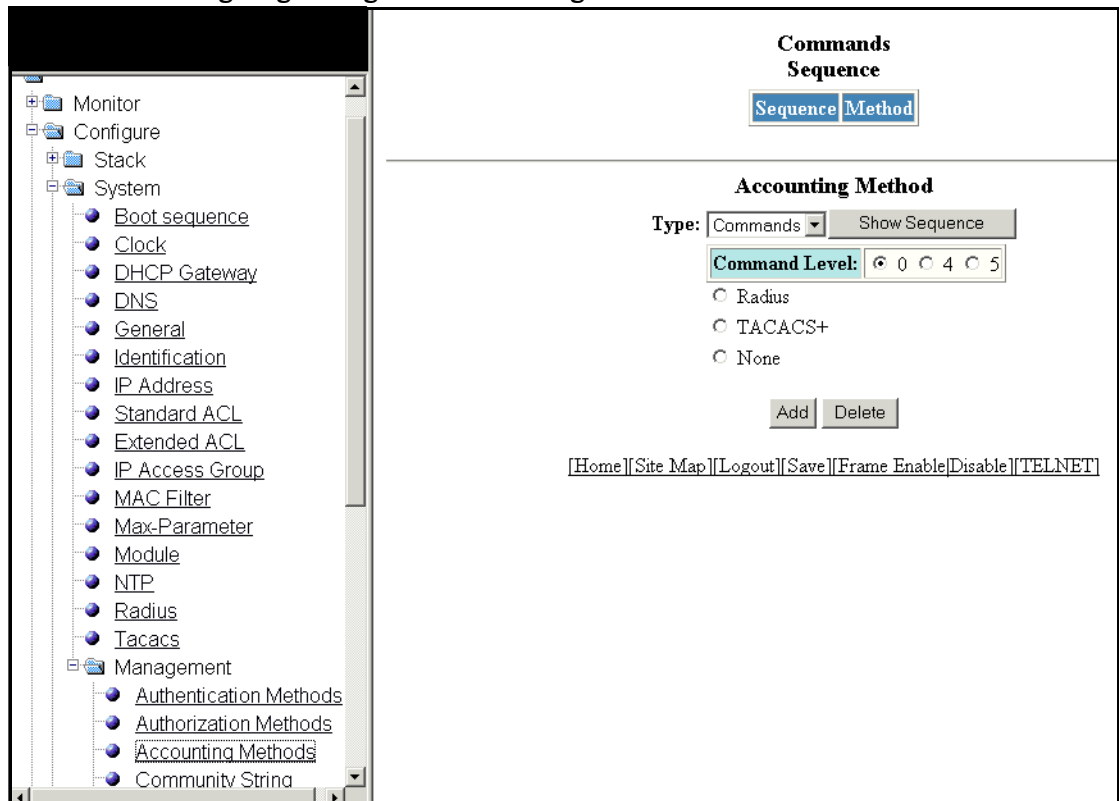 Monitor
Configure
Stack
System
Boot sequence
Clock
DHCP Gateway
DNS
General
Identification
IP Address
Standard ACL
Extended ACL
IP Access Group
MAC Filter
Max-Parameter
Module
NTP
Radius
Tacacs
Management
Authentication Methods
Authorization Methods
Accounting Methods
Community String
Commands
Sequence
Sequence Method
Accounting Method
Type: Commands Show Sequence
Command Level: 0 4 5
Radius
TACACS+
None
Add Delete
[Home][Site Map][Logout][Save][Frame Enable|Disable][TELNET]